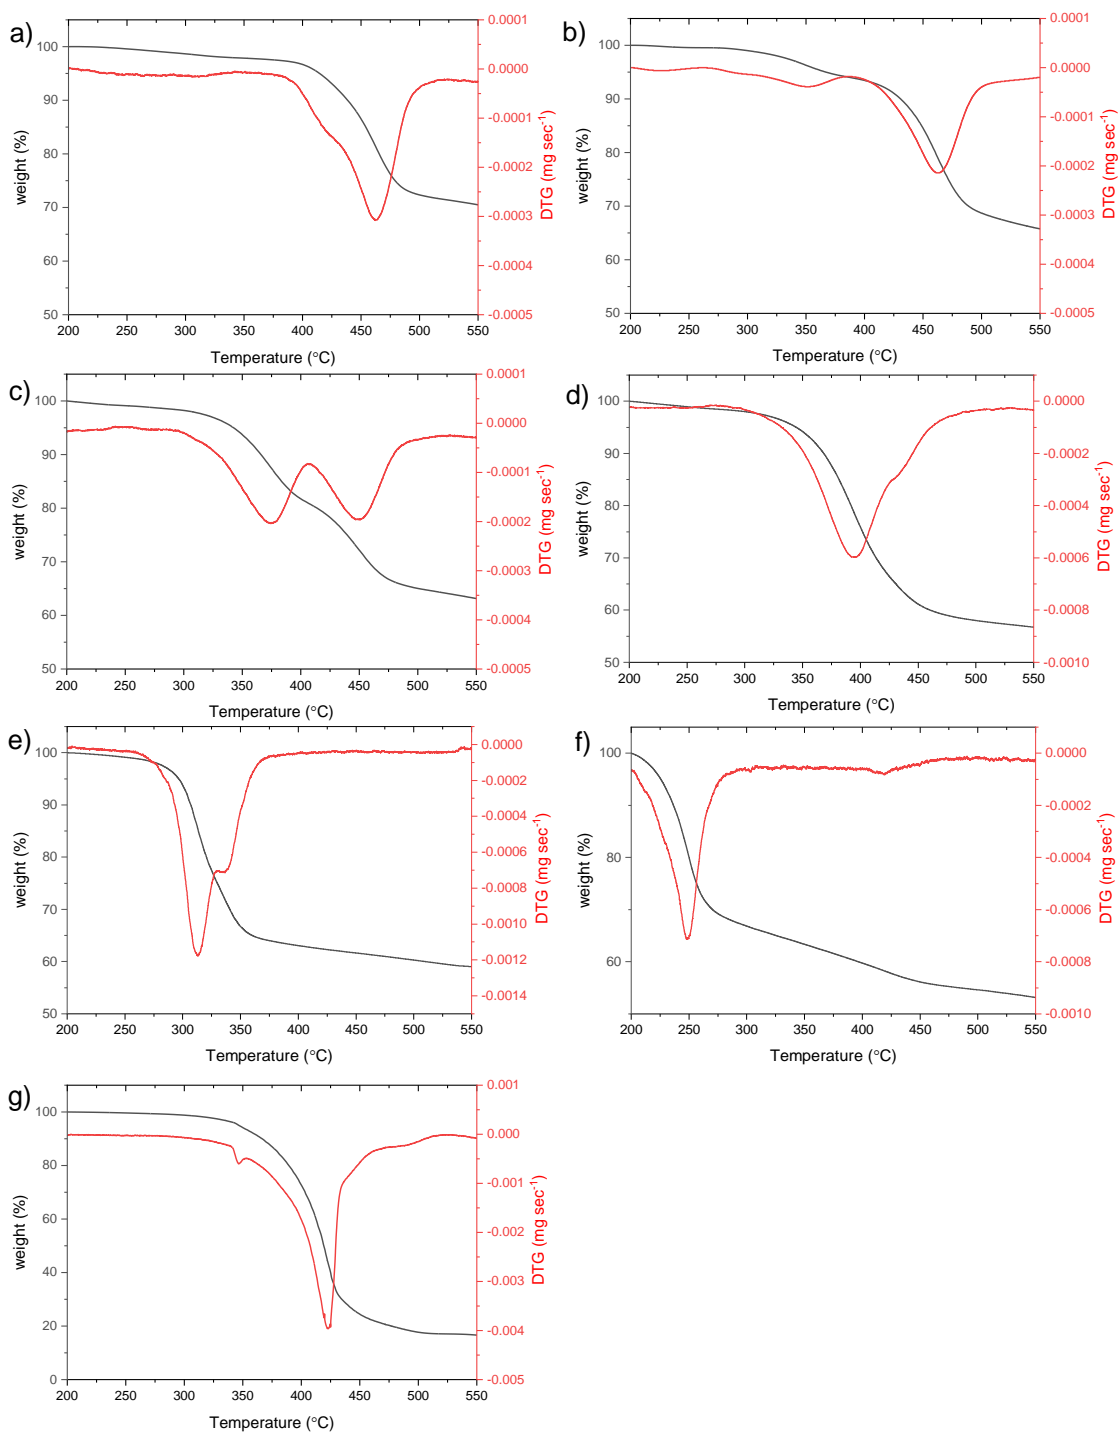 a)
100
90
80
70
60
50
weight (%)
200 250 300 350 400 450 500 550
Temperature (°C)
0.0001
0.0000
-0.0001
-0.0002
-0.0003
-0.0004
-0.0005
DTG (mg sec⁻¹)
b)
100
90
80
70
60
50
weight (%)
200 250 300 350 400 450 500 550
Temperature (°C)
0.0001
0.0000
-0.0001
-0.0002
-0.0003
-0.0004
-0.0005
DTG (mg sec⁻¹)
c)
100
90
80
70
60
50
weight (%)
200 250 300 350 400 450 500 550
Temperature (°C)
0.0001
0.0000
-0.0001
-0.0002
-0.0003
-0.0004
-0.0005
DTG (mg sec⁻¹)
d)
100
90
80
70
60
50
weight (%)
200 250 300 350 400 450 500 550
Temperature (°C)
0.0000
-0.0002
-0.0004
-0.0006
-0.0008
-0.0010
DTG (mg sec⁻¹)
e)
100
90
80
70
60
50
weight (%)
200 250 300 350 400 450 500 550
Temperature (°C)
0.0000
-0.0002
-0.0004
-0.0006
-0.0008
-0.0010
-0.0012
-0.0014
DTG (mg sec⁻¹)
f)
100
80
60
weight (%)
200 250 300 350 400 450 500 550
Temperature (°C)
0.0000
-0.0002
-0.0004
-0.0006
-0.0008
-0.0010
DTG (mg sec⁻¹)
g)
100
80
60
40
20
0
weight (%)
200 250 300 350 400 450 500 550
Temperature (°C)
0.001
0.000
-0.001
-0.002
-0.003
-0.004
-0.005
DTG (mg sec⁻¹)